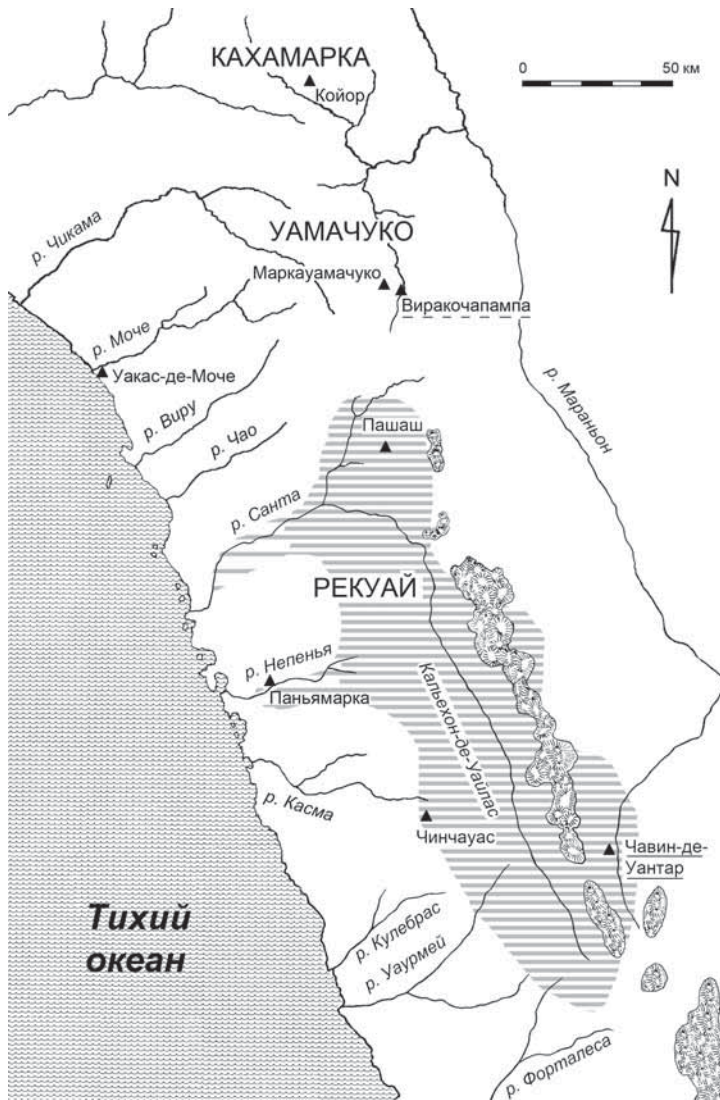 КАХАМАРКА
Койор
0
50 км
N
р. Чикама
УАМАЧУКО
Маркауамачуко
Виракочапампа
р. Моче
Уакас-де-Моче
р. Виру
р. Чао
Пашаш
р. Мараньон
р. Санта
РЕКУАЙ
р. Непенья
Паньямарка
Кальехон-де-Уайлас
р. Касма
Чинчауас
Чавин-де-
Уантар
Тихий
океан
р. Кулебрас
р. Уаурмей
р. Форталеса